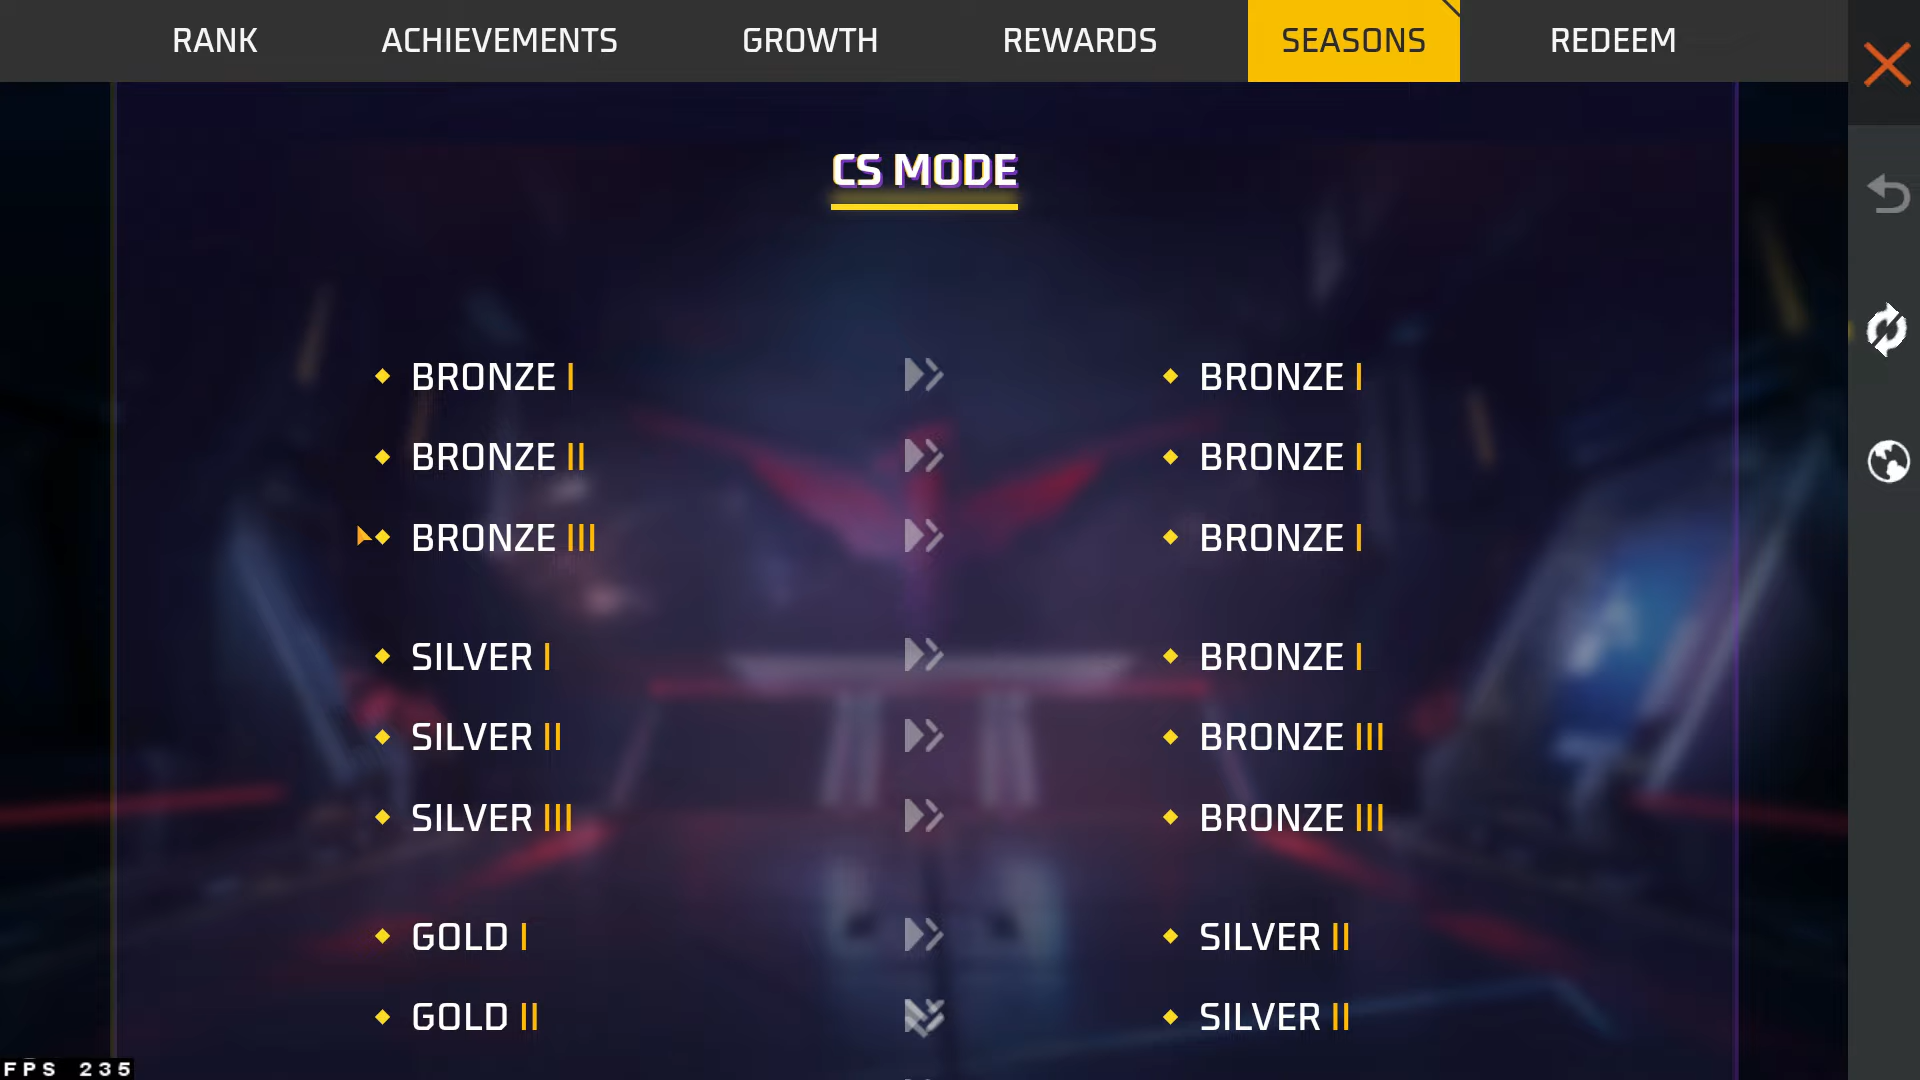 RANK ACHIEVEMENTS GROWTH REWARDS SEASONS REDEEM
CS MODE
BRONZE I BRONZE I
BRONZE II BRONZE I
BRONZE III BRONZE I
SILVER I BRONZE I
SILVER II BRONZE III
SILVER III BRONZE III
GOLD I SILVER II
GOLD II SILVER II
FPS 235